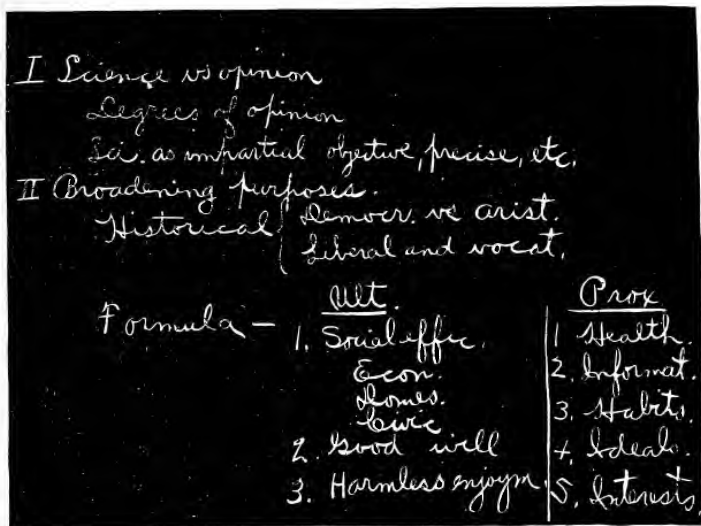 I Science vs opinion
Degrees of opinion
Sci. as impartial objective, precise, etc.
II Broadening purposes.
Historical { Democr. vs arist.
Liberal and vocat.
Formula — Ult. Prox
1. Social effic. 1 Health.
Econ. 2. Informat.
Domes. 3. Habits.
Civic
2. Good will 4. Ideals.
3. Harmless enjoym. 5. Interests.